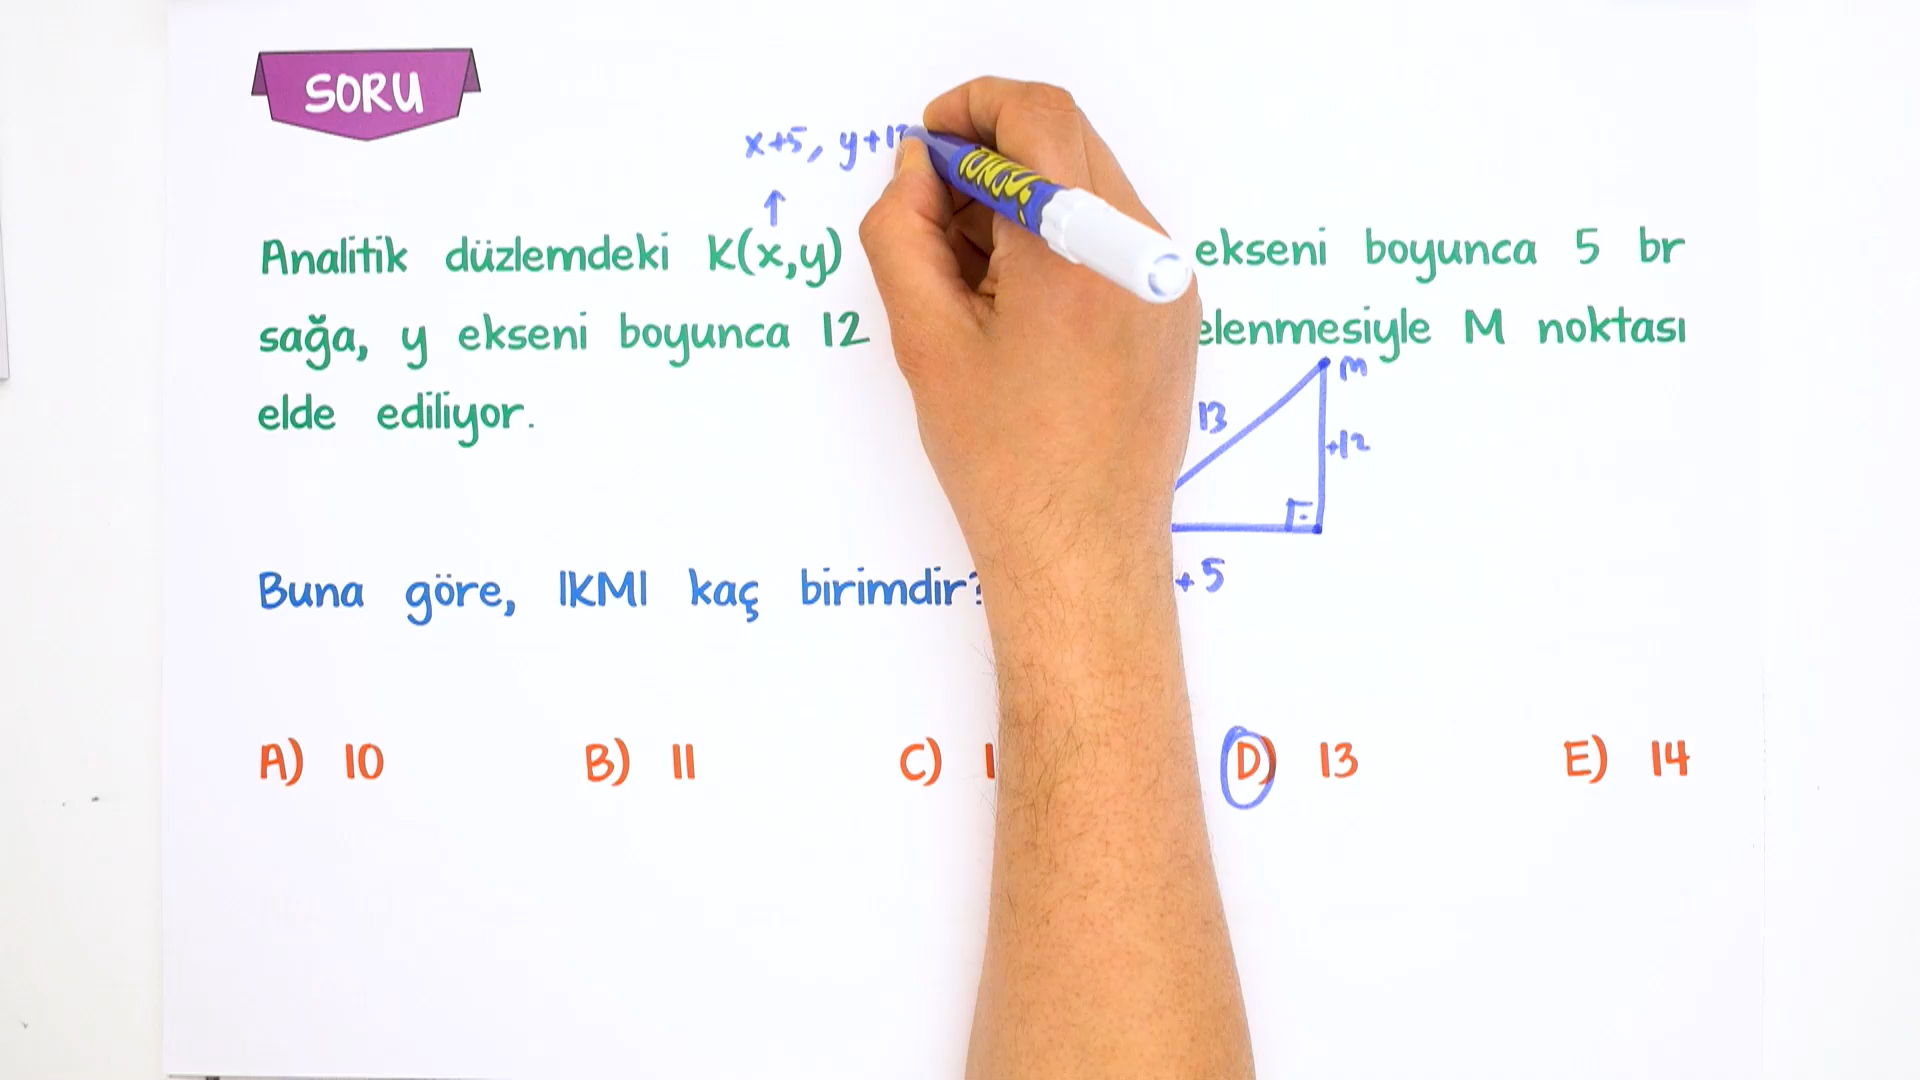 SORU
x+5, y+12
↑
Analitik düzlemdeki K(x,y) ekseni boyunca 5 br
sağa, y ekseni boyunca 12 elenmesiyle M noktası
elde ediliyor.
M
13
+12
+5
Buna göre, |KM| kaç birimdir?
A) 10 B) 11 C) 1 D) 13 E) 14